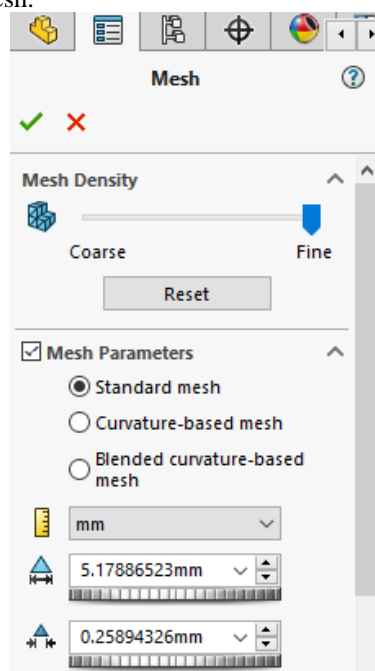 Mesh
Mesh Density
Coarse Fine
Reset
Mesh Parameters
Standard mesh
Curvature-based mesh
Blended curvature-based
mesh
mm
5.17886523mm
0.25894326mm